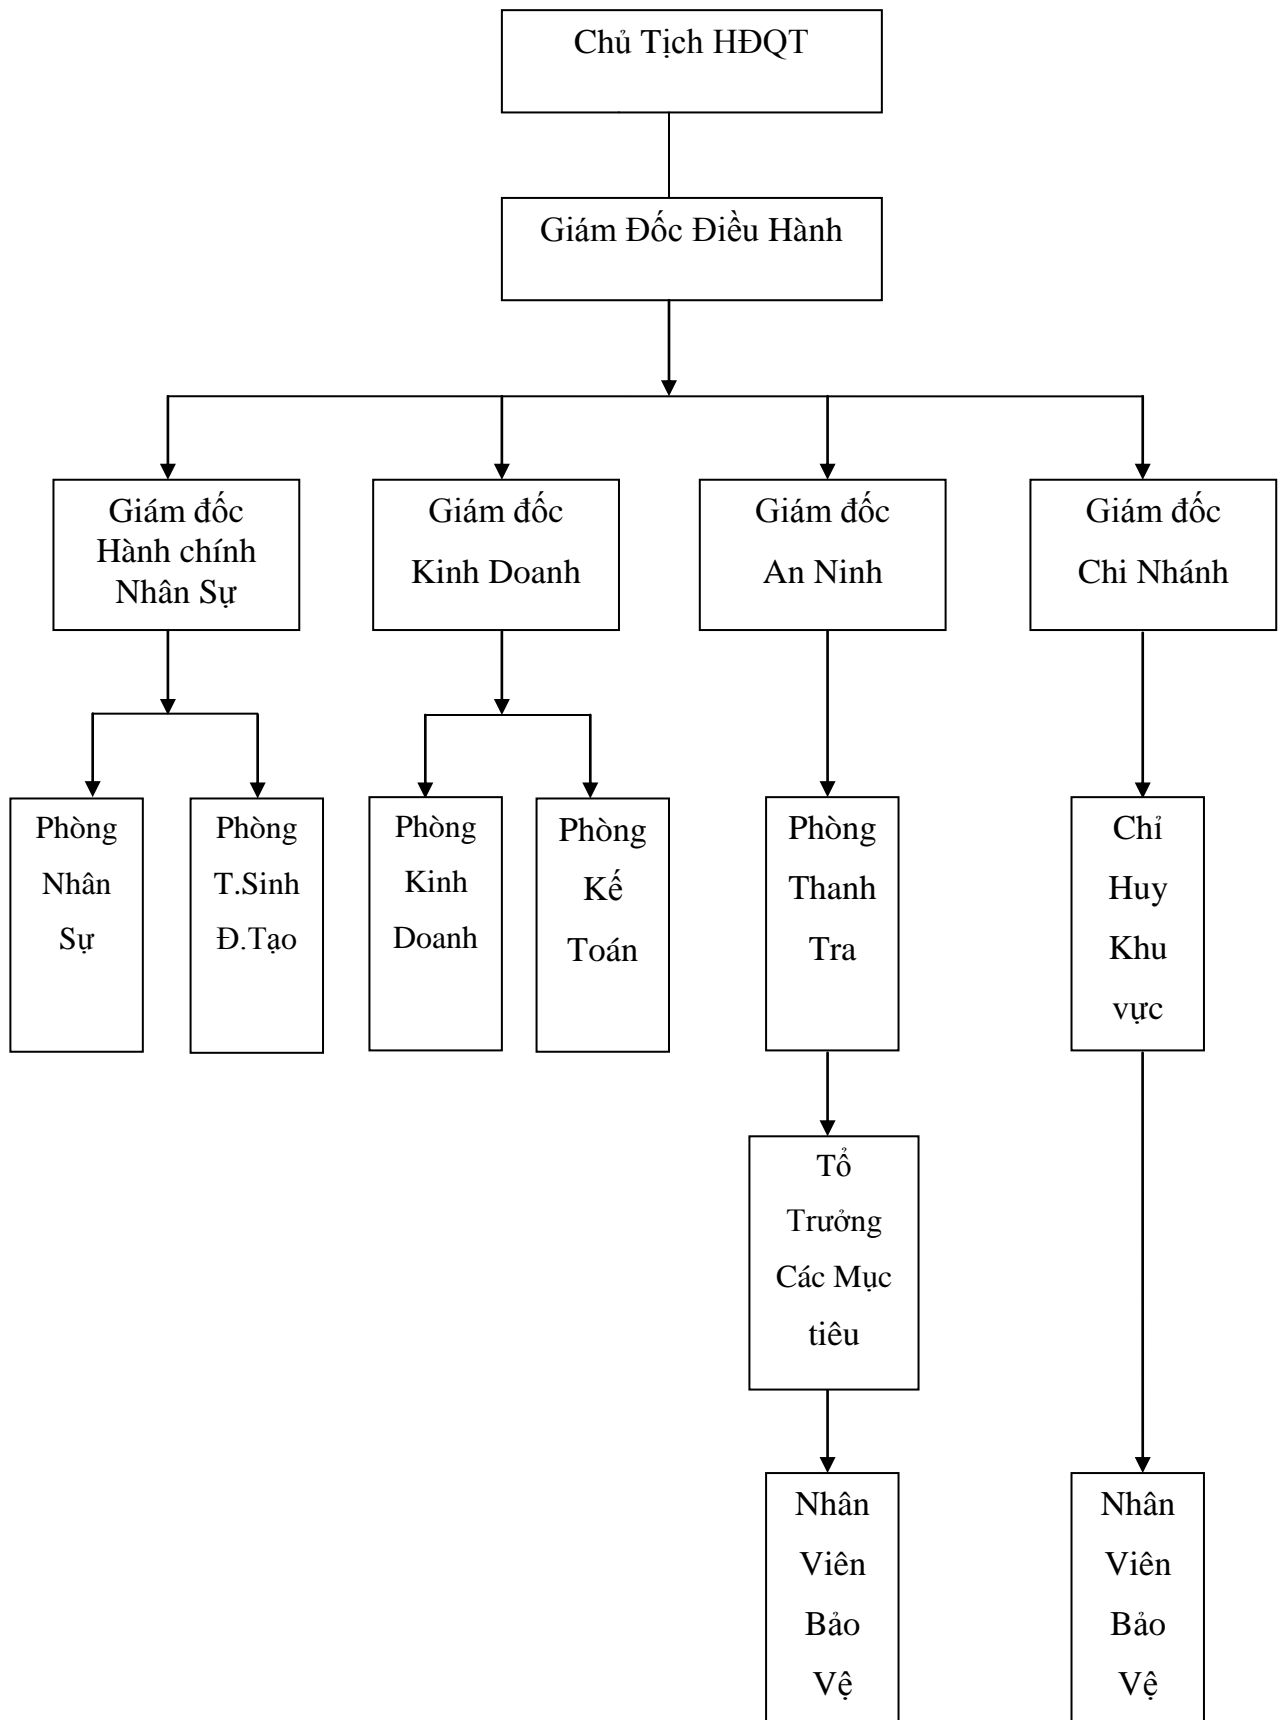 Chủ Tịch HĐQT
Giám Đốc Điều Hành
Giám đốc
Hành chính
Nhân Sự
Giám đốc
Kinh Doanh
Giám đốc
An Ninh
Giám đốc
Chi Nhánh
Phòng
Nhân
Sự
Phòng
T.Sinh
Đ.Tạo
Phòng
Kinh
Doanh
Phòng
Kế
Toán
Phòng
Thanh
Tra
Chỉ
Huy
Khu
vực
Tổ
Trưởng
Các Mục
tiêu
Nhân
Viên
Bảo
Vệ
Nhân
Viên
Bảo
Vệ